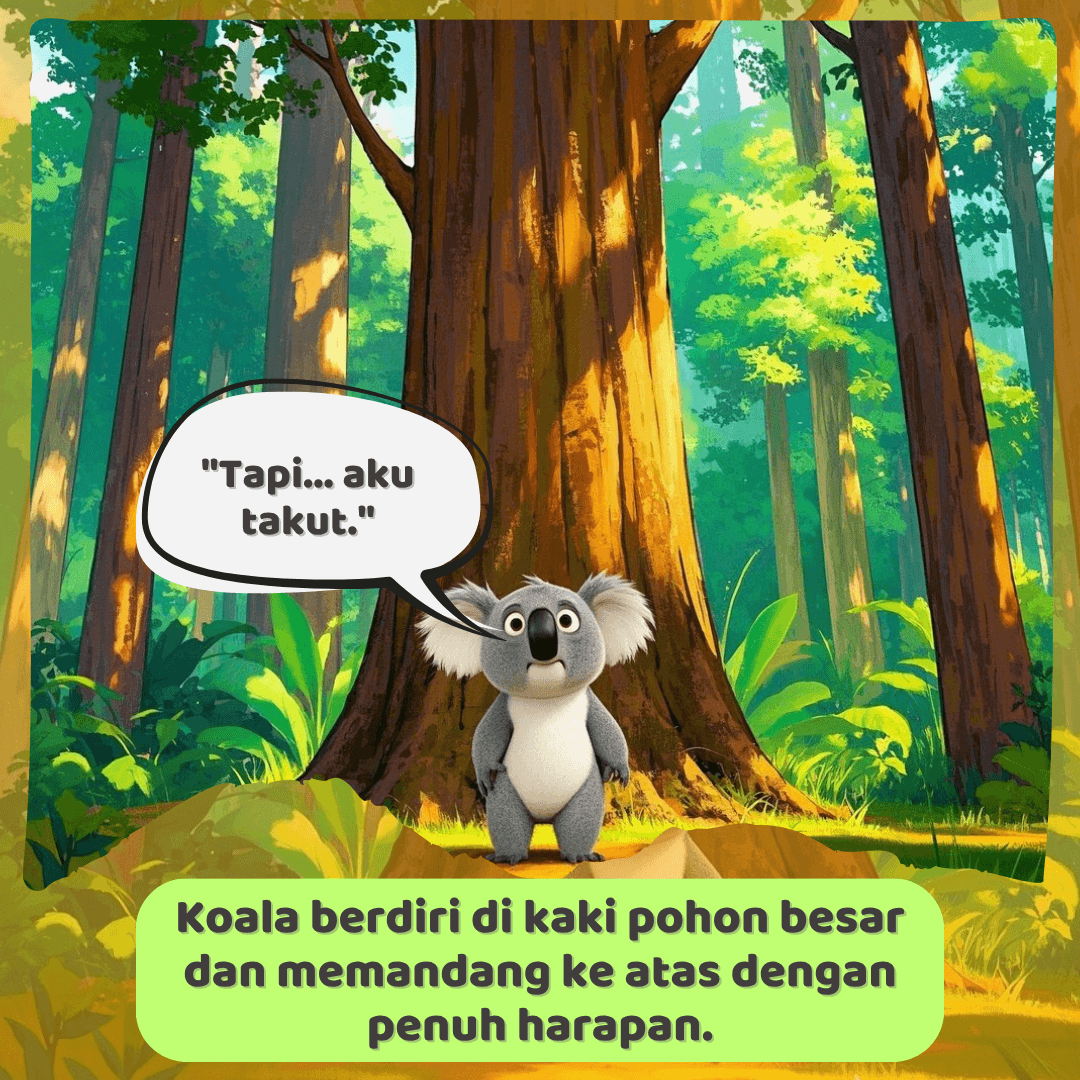 "Tapi... aku
takut."
Koala berdiri di kaki pohon besar
dan memandang ke atas dengan
penuh harapan.